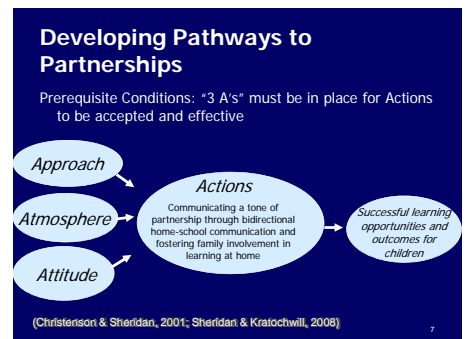 Developing Pathways to
Partnerships
Prerequisite Conditions: "3 A's" must be in place for Actions
to be accepted and effective
Approach
Atmosphere
Attitude
Actions
Communicating a tone of
partnership through bidirectional
home-school communication and
fostering family involvement in
learning at home
Successful learning
opportunities and
outcomes for
children
(Christenson & Sheridan, 2001; Sheridan & Kratochwill, 2008)
7